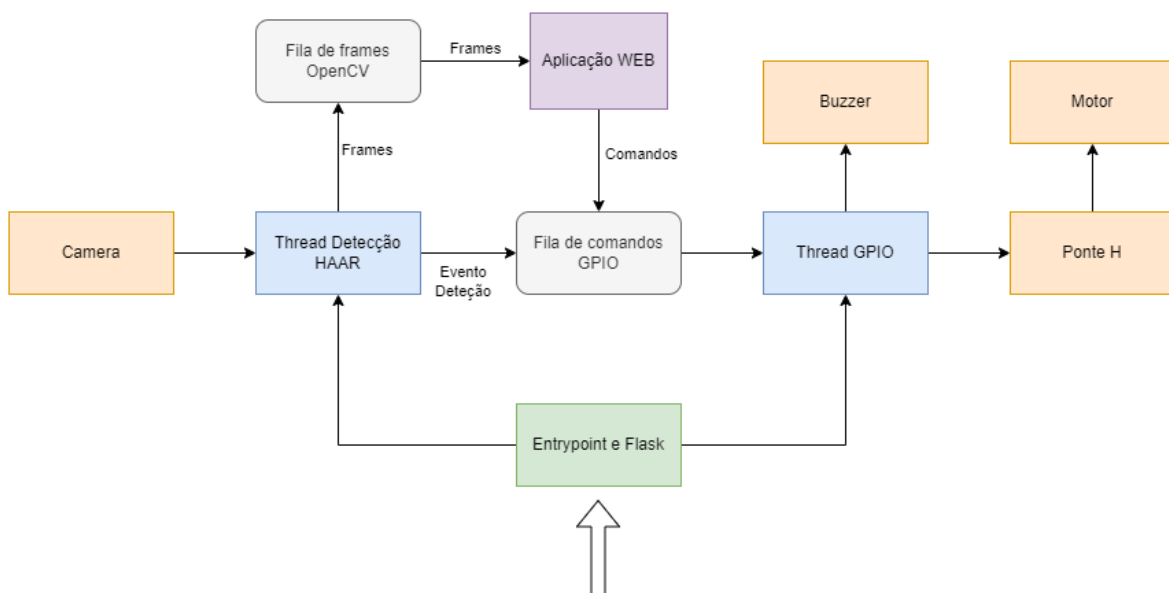 Fila de frames
OpenCV
Frames
Aplicação WEB
Buzzer
Motor
Frames
Comandos
Camera
Thread Detecção
HAAR
Evento
Deteção
Fila de comandos
GPIO
Thread GPIO
Ponte H
Entrypoint e Flask